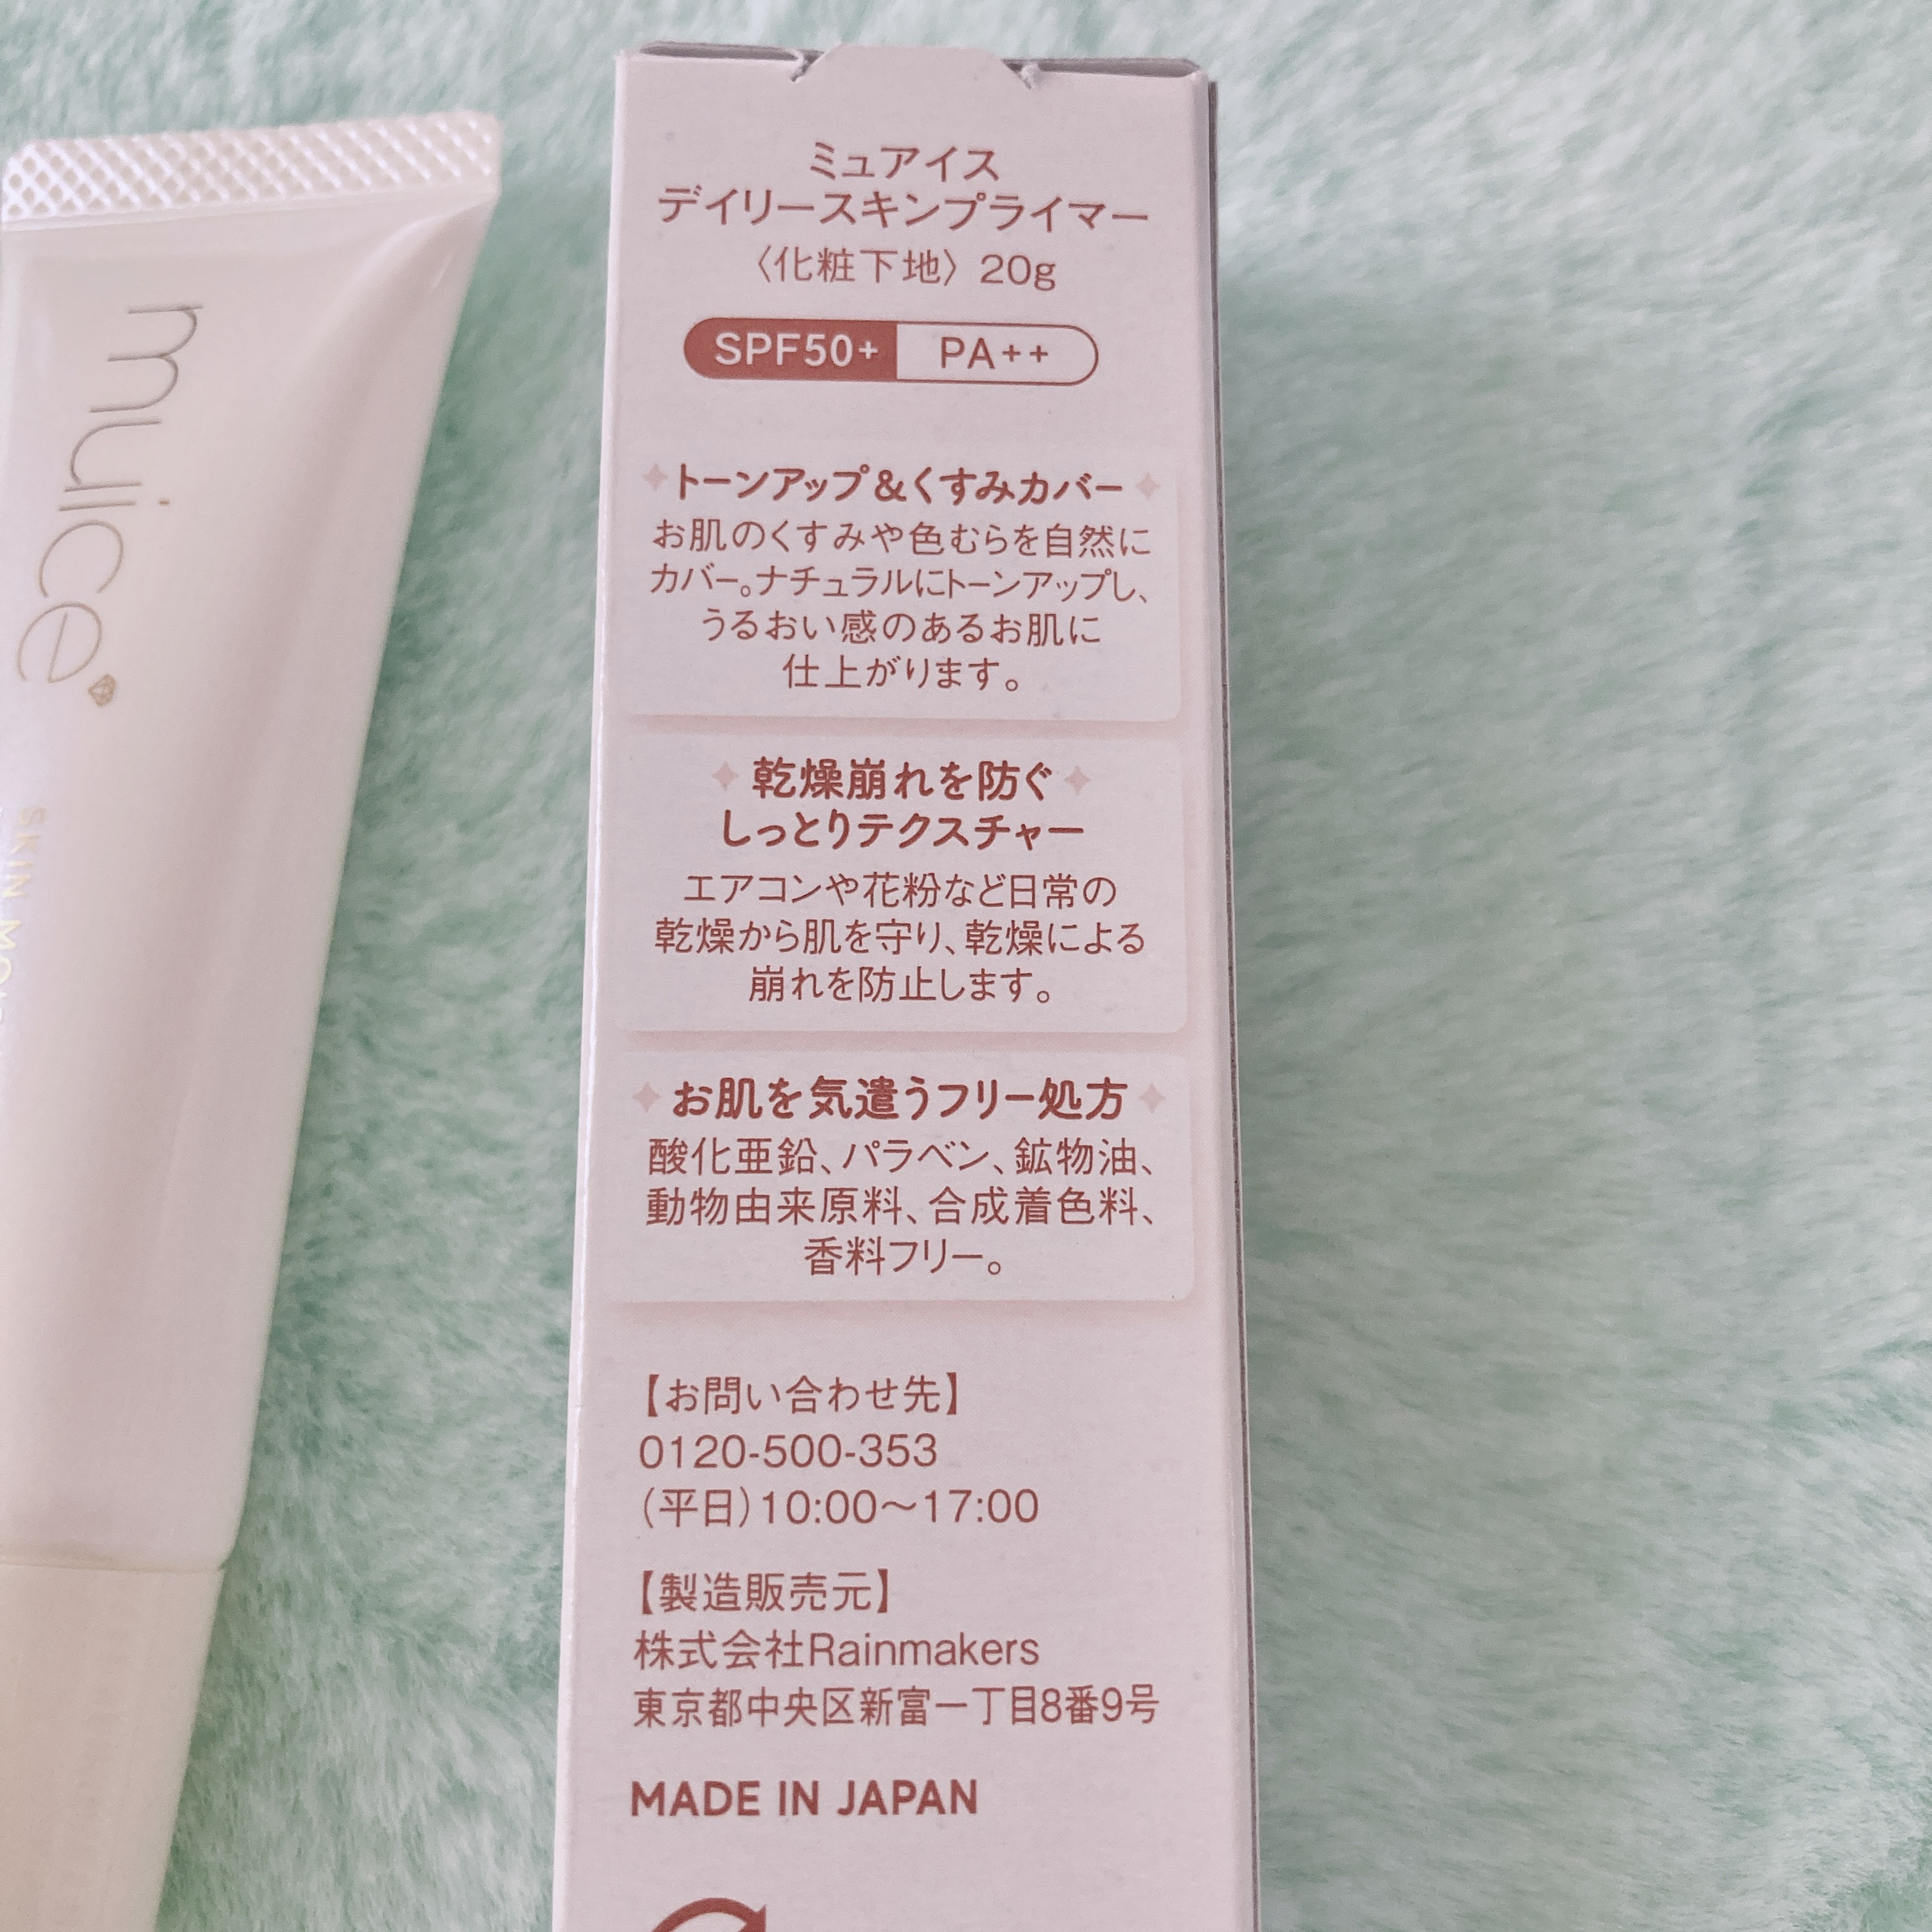 muice
SKIN
ミュアイス
デイリースキンプライマー
〈化粧下地〉20g
SPF50+ PA++
トーンアップ&くすみカバー
お肌のくすみや色むらを自然に
カバー。ナチュラルにトーンアップし、
うるおい感のあるお肌に
仕上がります。
乾燥崩れを防ぐ
しっとりテクスチャー
エアコンや花粉など日常の
乾燥から肌を守り、乾燥による
崩れを防止します。
お肌を気遣うフリー処方
酸化亜鉛、パラベン、鉱物油、
動物由来原料、合成着色料、
香料フリー。
【お問い合わせ先】
0120-500-353
(平日)10:00〜17:00
【製造販売元】
株式会社Rainmakers
東京都中央区新富一丁目8番9号
MADE IN JAPAN